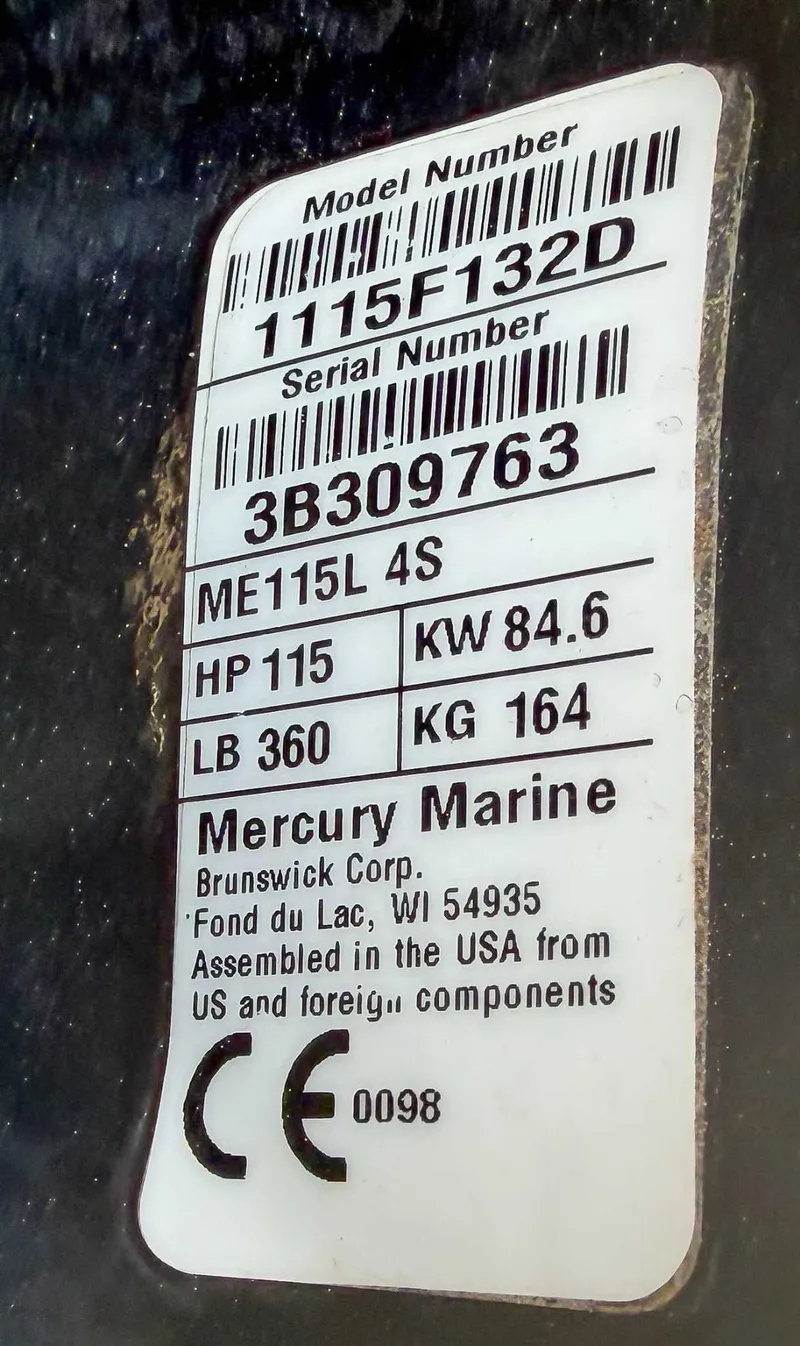 Model Number
1115F132D
Serial Number
3B309763
ME115L 4S
HP 115 KW 84.6
LB 360 KG 164
Mercury Marine
Brunswick Corp.
Fond du Lac, WI 54935
Assembled in the USA from
US and foreign components
CE 0098